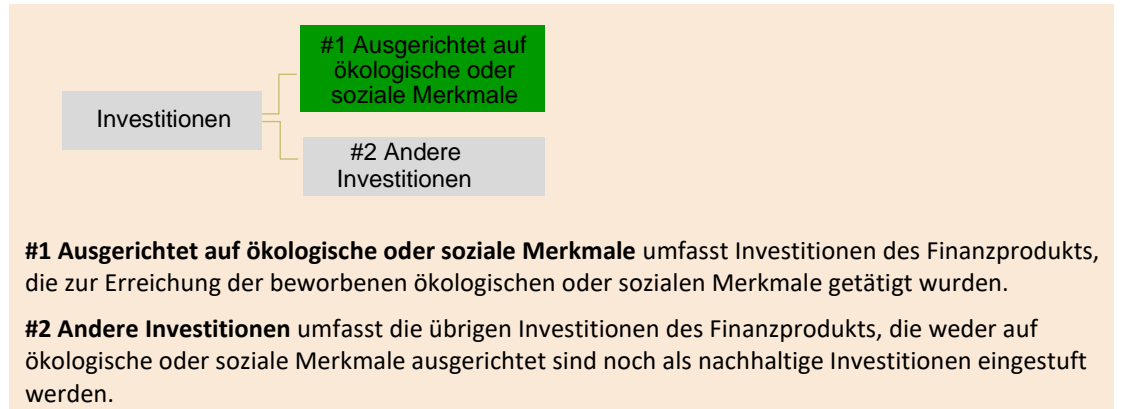 #1 Ausgerichtet auf
ökologische oder
soziale Merkmale
Investitionen
#2 Andere
Investitionen
#1 Ausgerichtet auf ökologische oder soziale Merkmale umfasst Investitionen des Finanzprodukts,
die zur Erreichung der beworbenen ökologischen oder sozialen Merkmale getätigt wurden.
#2 Andere Investitionen umfasst die übrigen Investitionen des Finanzprodukts, die weder auf
ökologische oder soziale Merkmale ausgerichtet sind noch als nachhaltige Investitionen eingestuft
werden.